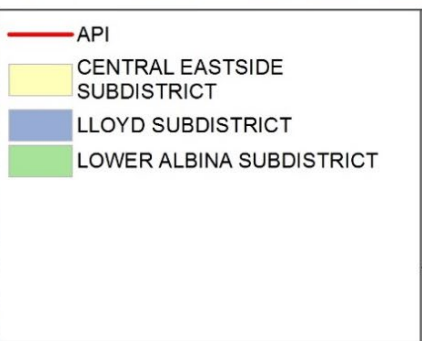 API
CENTRAL EASTSIDE
SUBDISTRICT
LLOYD SUBDISTRICT
LOWER ALBINA SUBDISTRICT